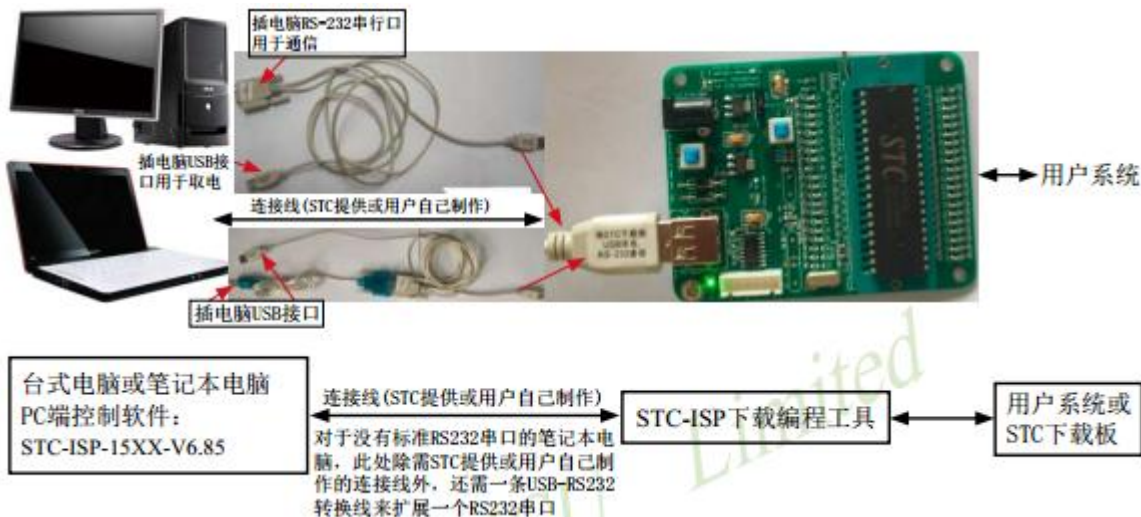 插电脑RS-232串行口
用于通信
插电脑USB接
口用于取电
连接线(STC提供或用户自己制作)
STC
用户系统
插电脑USB接口
台式电脑或笔记本电脑
PC端控制软件：
STC-ISP-15XX-V6.85
连接线(STC提供或用户自己制作)
对于没有标准RS232串口的笔记本电
脑，此处除需STC提供或用户自己制
作的连接线外，还需一条USB-RS232
转换线来扩展一个RS232串口
STC-ISP下载编程工具
用户系统或
STC下载板
Limited